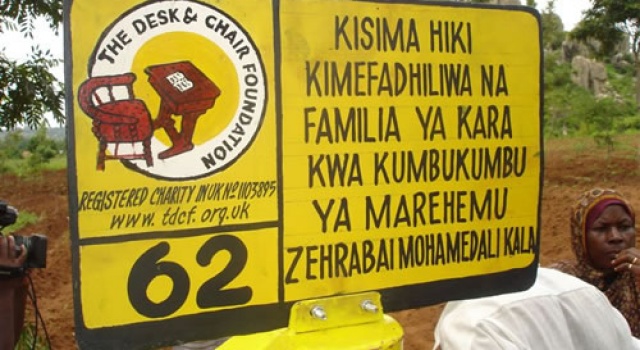 THE DESK & CHAIR FOUNDATION
REGISTERED CHARITY IN UK NO 1103895
www.tdcf.org.uk
62
KISIMA HIKI
KIMEFADHILIWA NA
FAMILIA YA KARA
KWA KUMBUKUMBU
YA MAREHEMU
ZEHRABAI MOHAMEDALI KALA